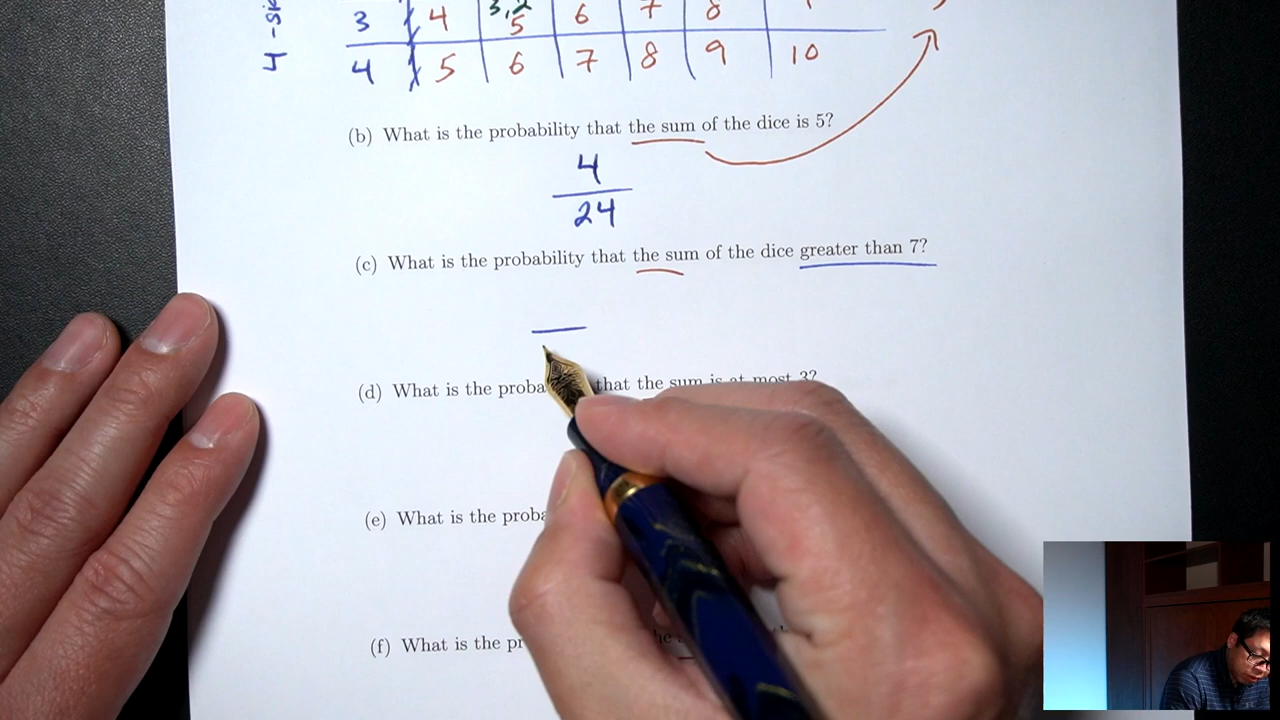 3 4 3,2 5 6 7 8
4 5 6 7 8 9 10
(b) What is the probability that the sum of the dice is 5?
4
24
(c) What is the probability that the sum of the dice greater than 7?
(d) What is the proba that the sum is at most 3?
(e) What is the proba
(f) What is the pr